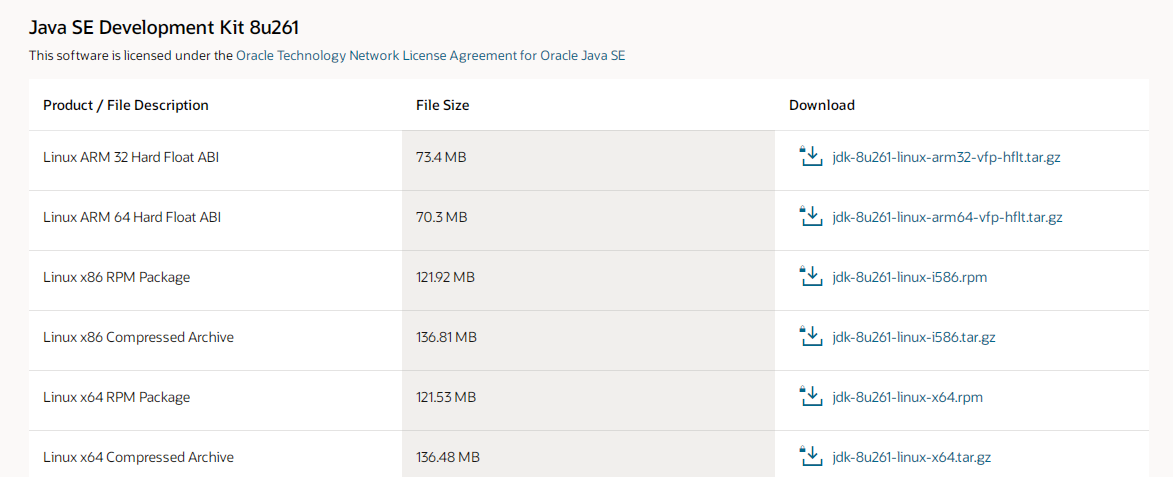 Java SE Development Kit 8u261
This software is licensed under the Oracle Technology Network License Agreement for Oracle Java SE
Product / File Description File Size Download
Linux ARM 32 Hard Float ABI 73.4 MB jdk-8u261-linux-arm32-vfp-hflt.tar.gz
Linux ARM 64 Hard Float ABI 70.3 MB jdk-8u261-linux-arm64-vfp-hflt.tar.gz
Linux x86 RPM Package 121.92 MB jdk-8u261-linux-i586.rpm
Linux x86 Compressed Archive 136.81 MB jdk-8u261-linux-i586.tar.gz
Linux x64 RPM Package 121.53 MB jdk-8u261-linux-x64.rpm
Linux x64 Compressed Archive 136.48 MB jdk-8u261-linux-x64.tar.gz